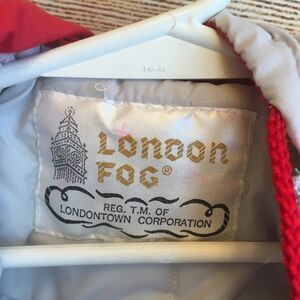 LONDON
FOG®
REG. T.M. OF
LONDONTOWN CORPORATION